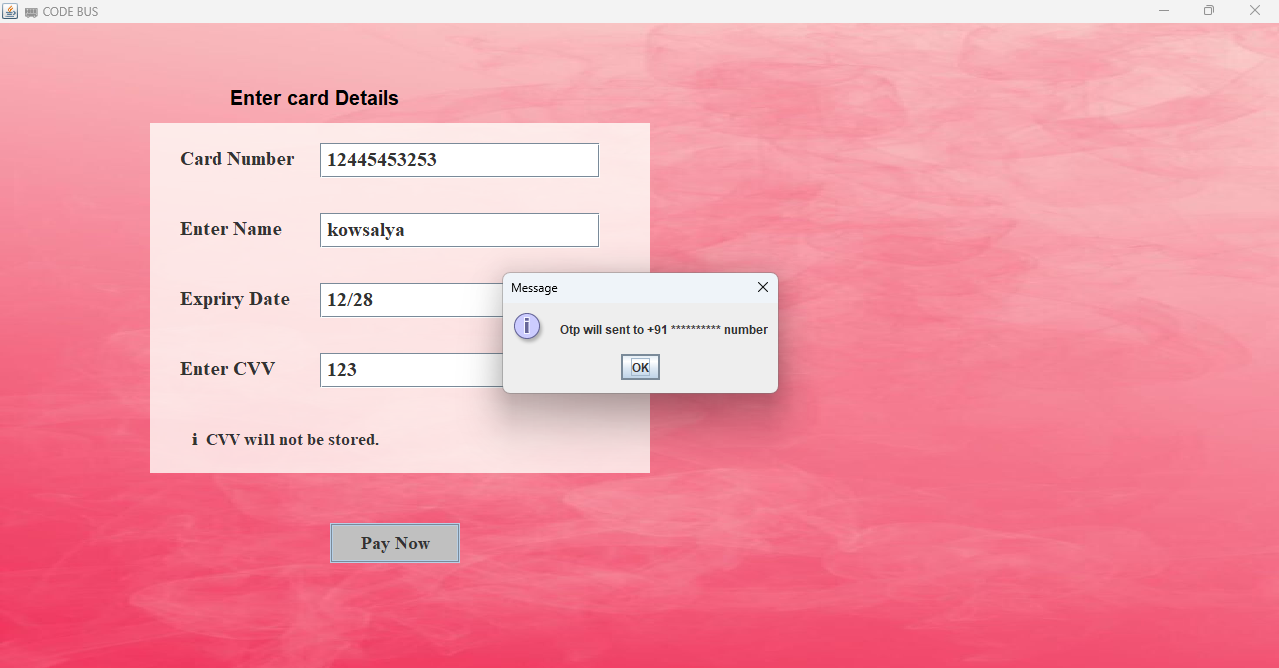 CODE BUS
Enter card Details
Card Number 12445453253
Enter Name kowsalya
Expriry Date 12/28
Enter CVV 123
i CVV will not be stored.
Pay Now
Message
i
Otp will sent to +91 ********** number
OK